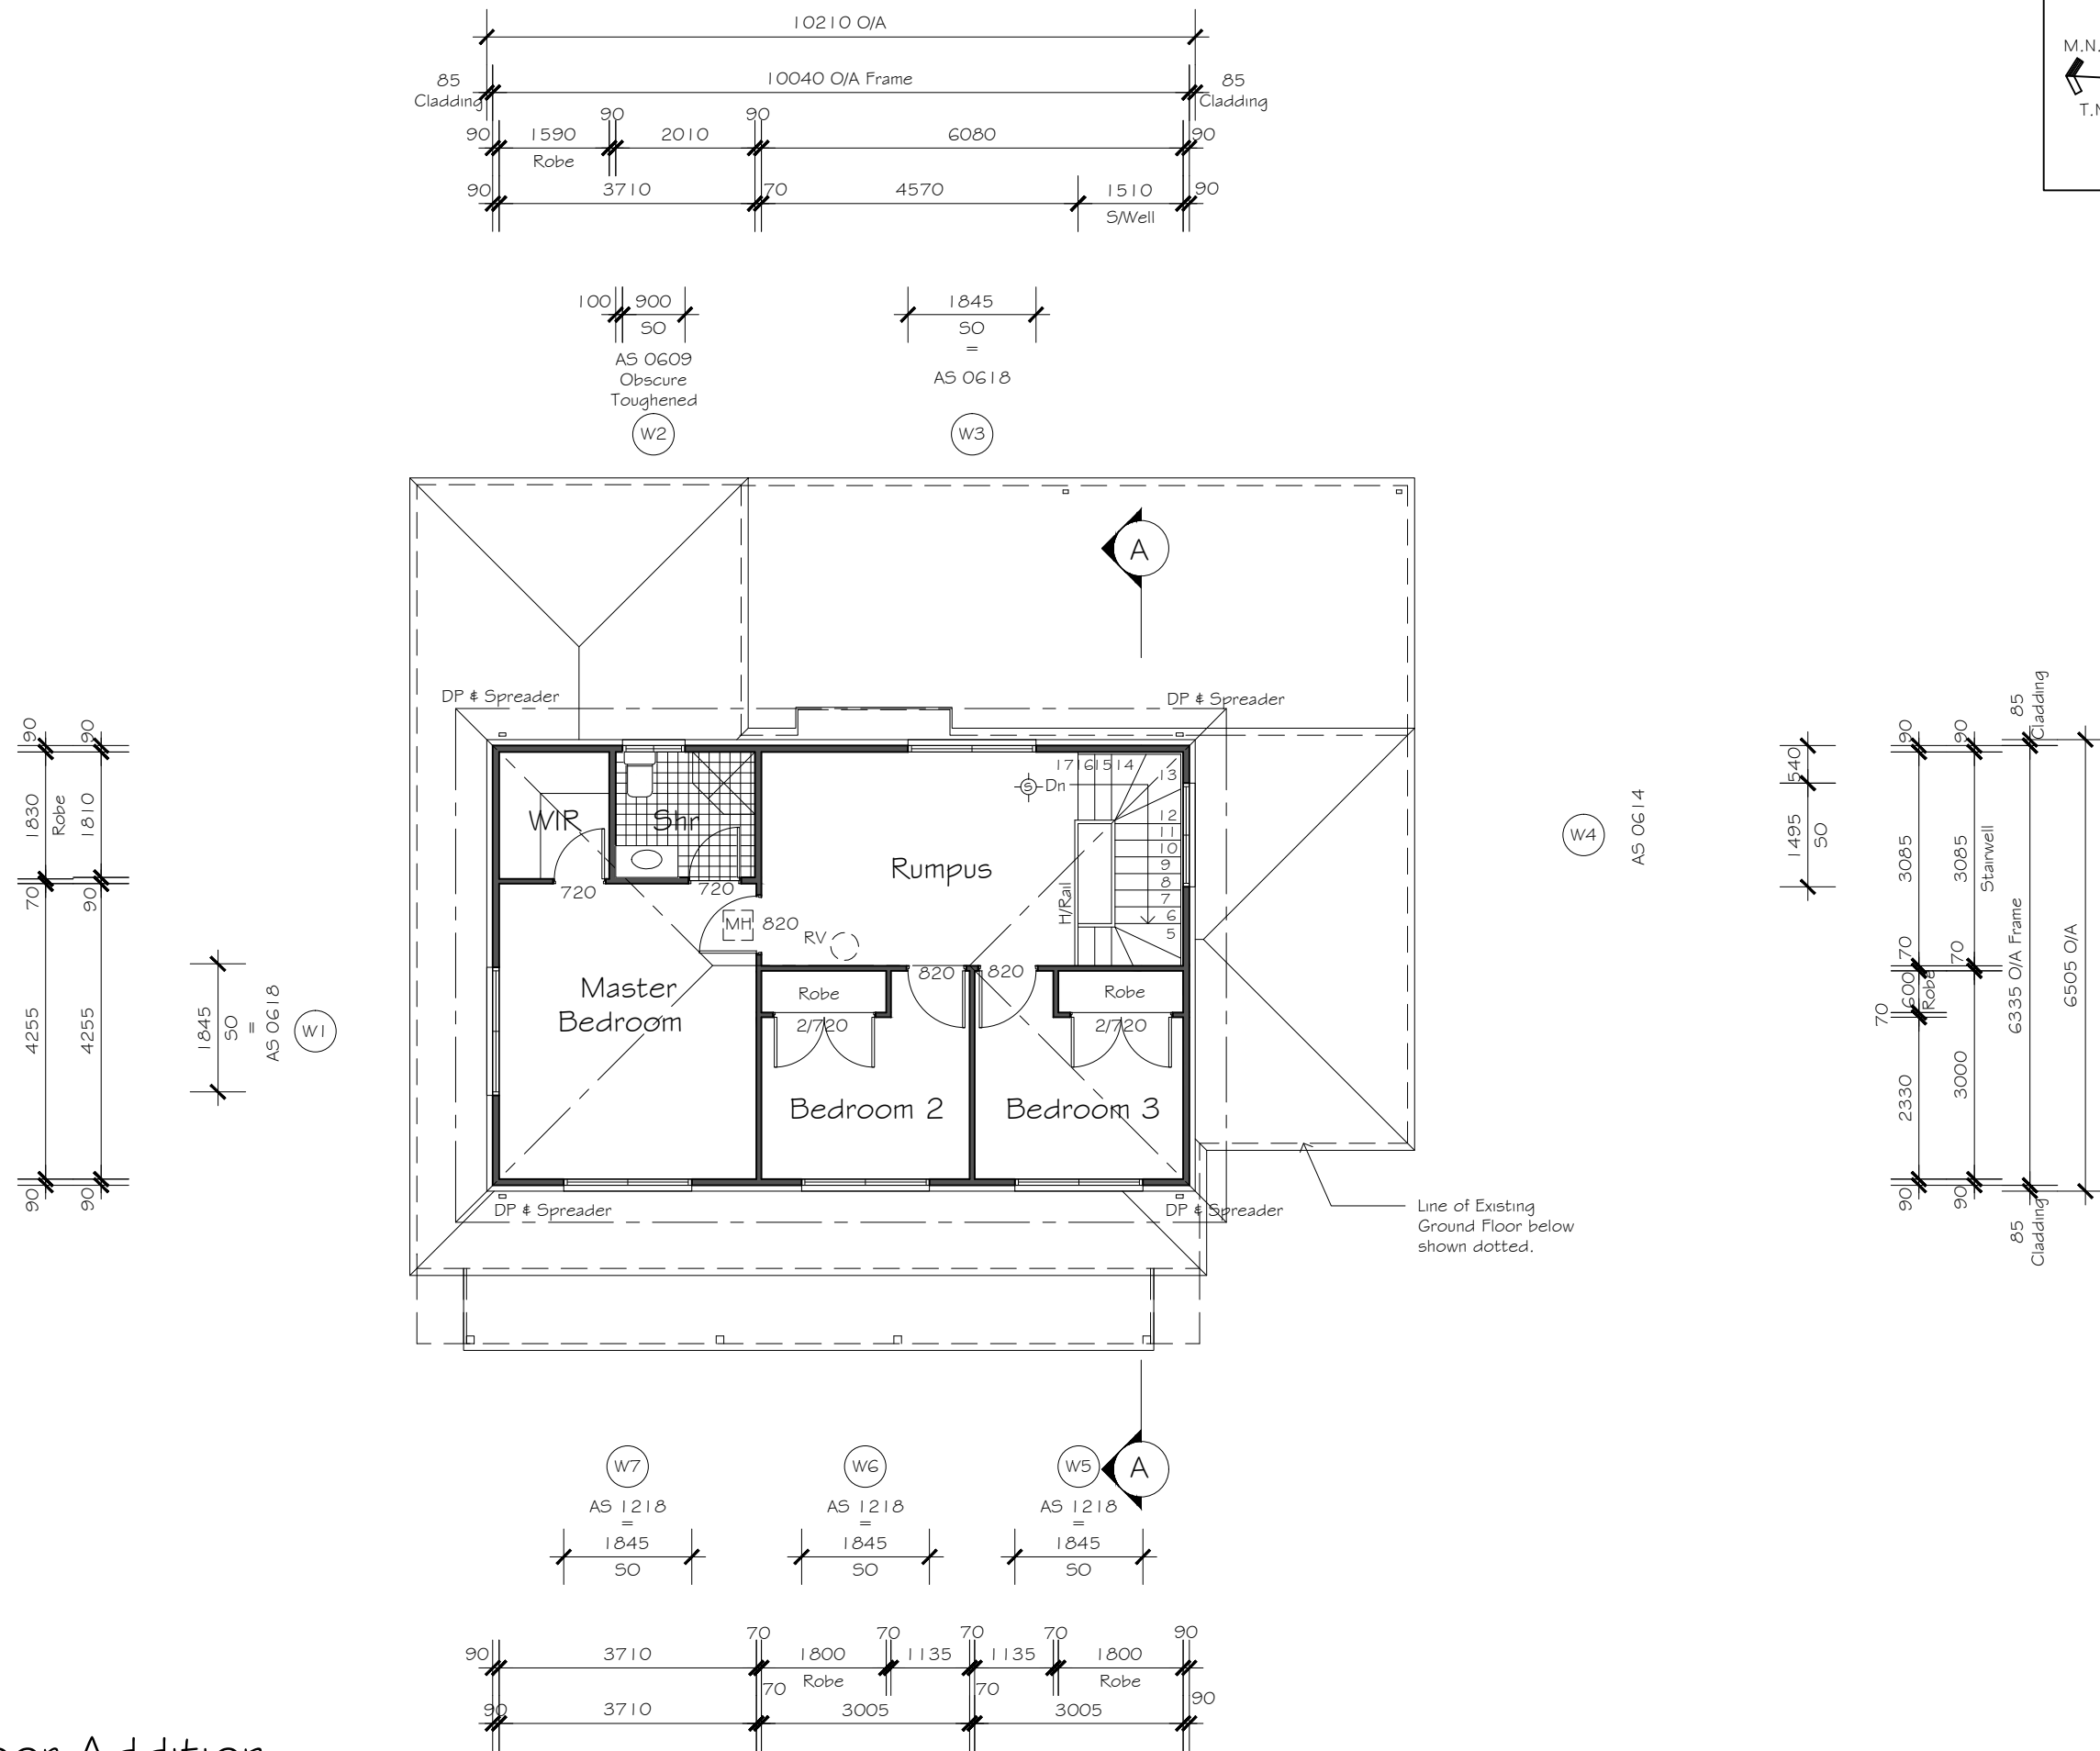 10210 O/A
M.N.
85
Cladding
10040 O/A Frame
85
Cladding
90
1590
Robe
90
2010
90
6080
90
90
3710
70
4570
1510
S/Well
90
100
900
SO
AS 0609
Obscure
Toughened
W2
1845
SO
=
AS 0618
W3
A
DP & Spreader
DP & Spreader
90
1830
Robe
70
4255
90
90
1810
90
4255
90
1845
SO
=
AS 0618
W1
WIR
Shr
720
720
MH
820
RV
Rumpus
S
Dn
17 16 15 14
13
12
11
10
9
8
7
6
5
H/Rail
820
820
Master
Bedroom
Robe
2/720
Robe
2/720
Bedroom 2
Bedroom 3
DP & Spreader
DP & Spreader
Line of Existing
Ground Floor below
shown dotted.
W4
AS 0614
540
1495
SO
90
3085
70
600
Robe
70
2330
90
90
3085
Stairwell
70
3000
90
85
Cladding
6335 O/A Frame
85
Cladding
6505 O/A
W7
AS 1218
=
1845
SO
W6
AS 1218
=
1845
SO
W5
AS 1218
=
1845
SO
A
90
3710
70
1800
Robe
70
1135
70
1135
70
1800
Robe
90
90
3710
70
3005
70
3005
90
Addition